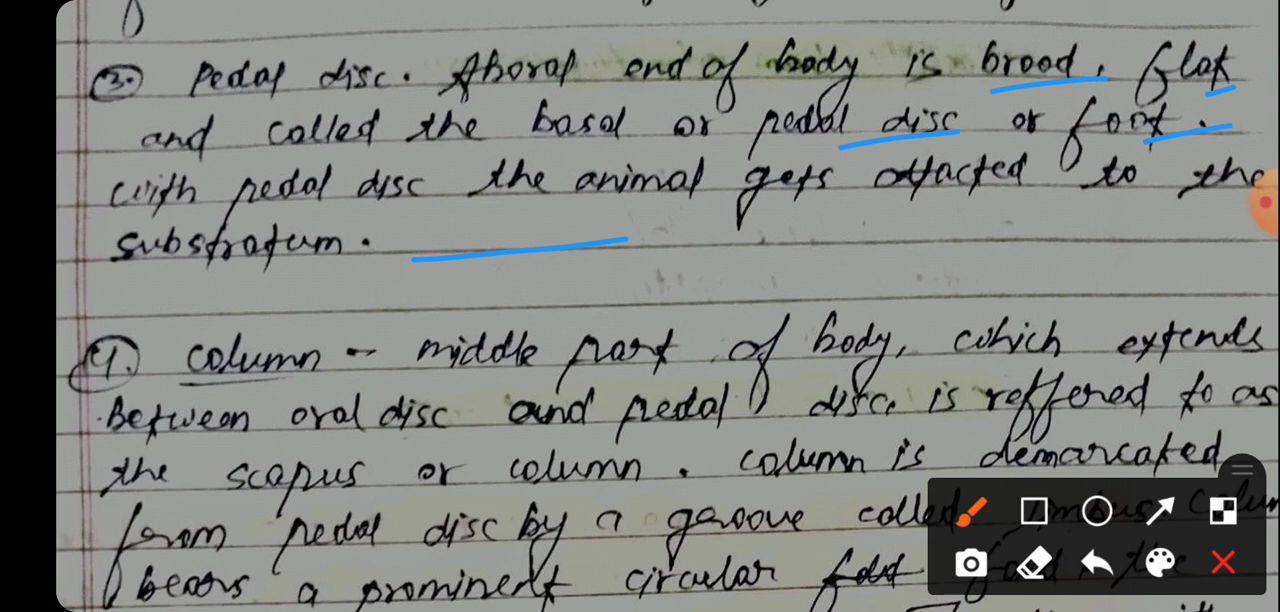 3. Pedal disc. Aboral end of body is broad, flat
and called the basal or pedal disc or foot.
with pedal disc the animal gets attacted to the
substratum.
4. column - middle part of body, which extends
Between oral disc and pedal disc is reffered to as
the scapus or column. column is demarcated
from pedal disc by a groove called limbus
bears a prominent circular fold